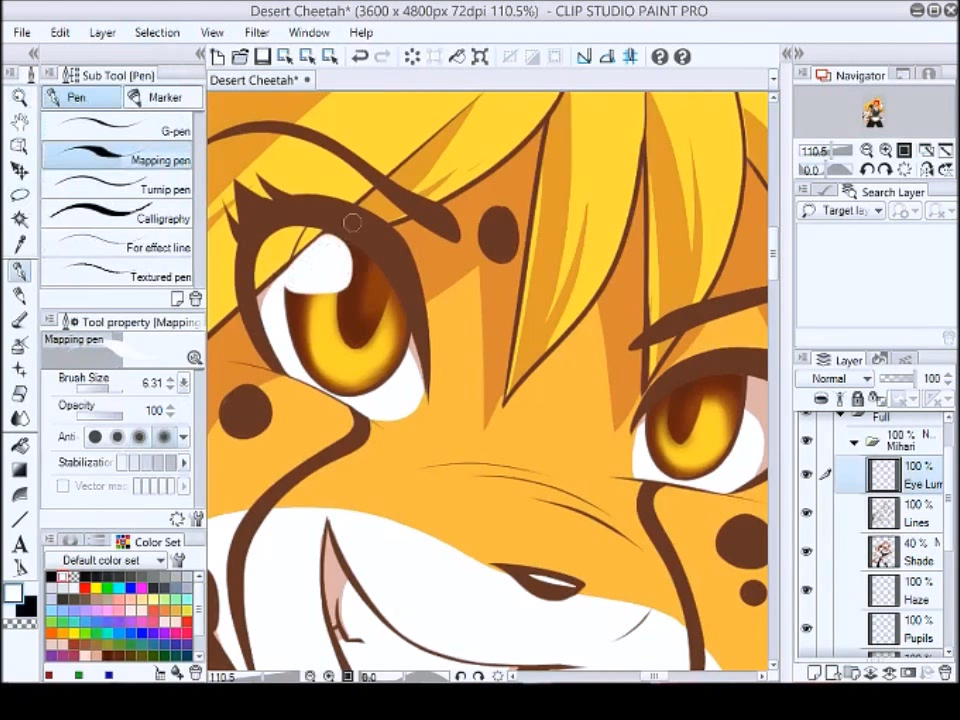 Desert Cheetah* (3600 x 4800px 72dpi 110.5%) - CLIP STUDIO PAINT PRO
File Edit Layer Selection View Filter Window Help
Sub Tool [Pen]
Pen Marker
G-pen
Mapping pen
Turnip pen
Calligraphy
For effect line
Textured pen
Tool property [Mapping
Mapping pen
Brush Size 6.31
Opacity 100
Anti-
Stabilization
Vector mag
Color Set
Default color set
Desert Cheetah*
110.5 0.0
Navigator
110.5
0.0
Search Layer
Target lay
Layer
Normal 100
Full
100 % N...
Mihari
100 %
Eye Lum
100 %
Lines
40 % M
Shade
100 %
Haze
100 %
Pupils